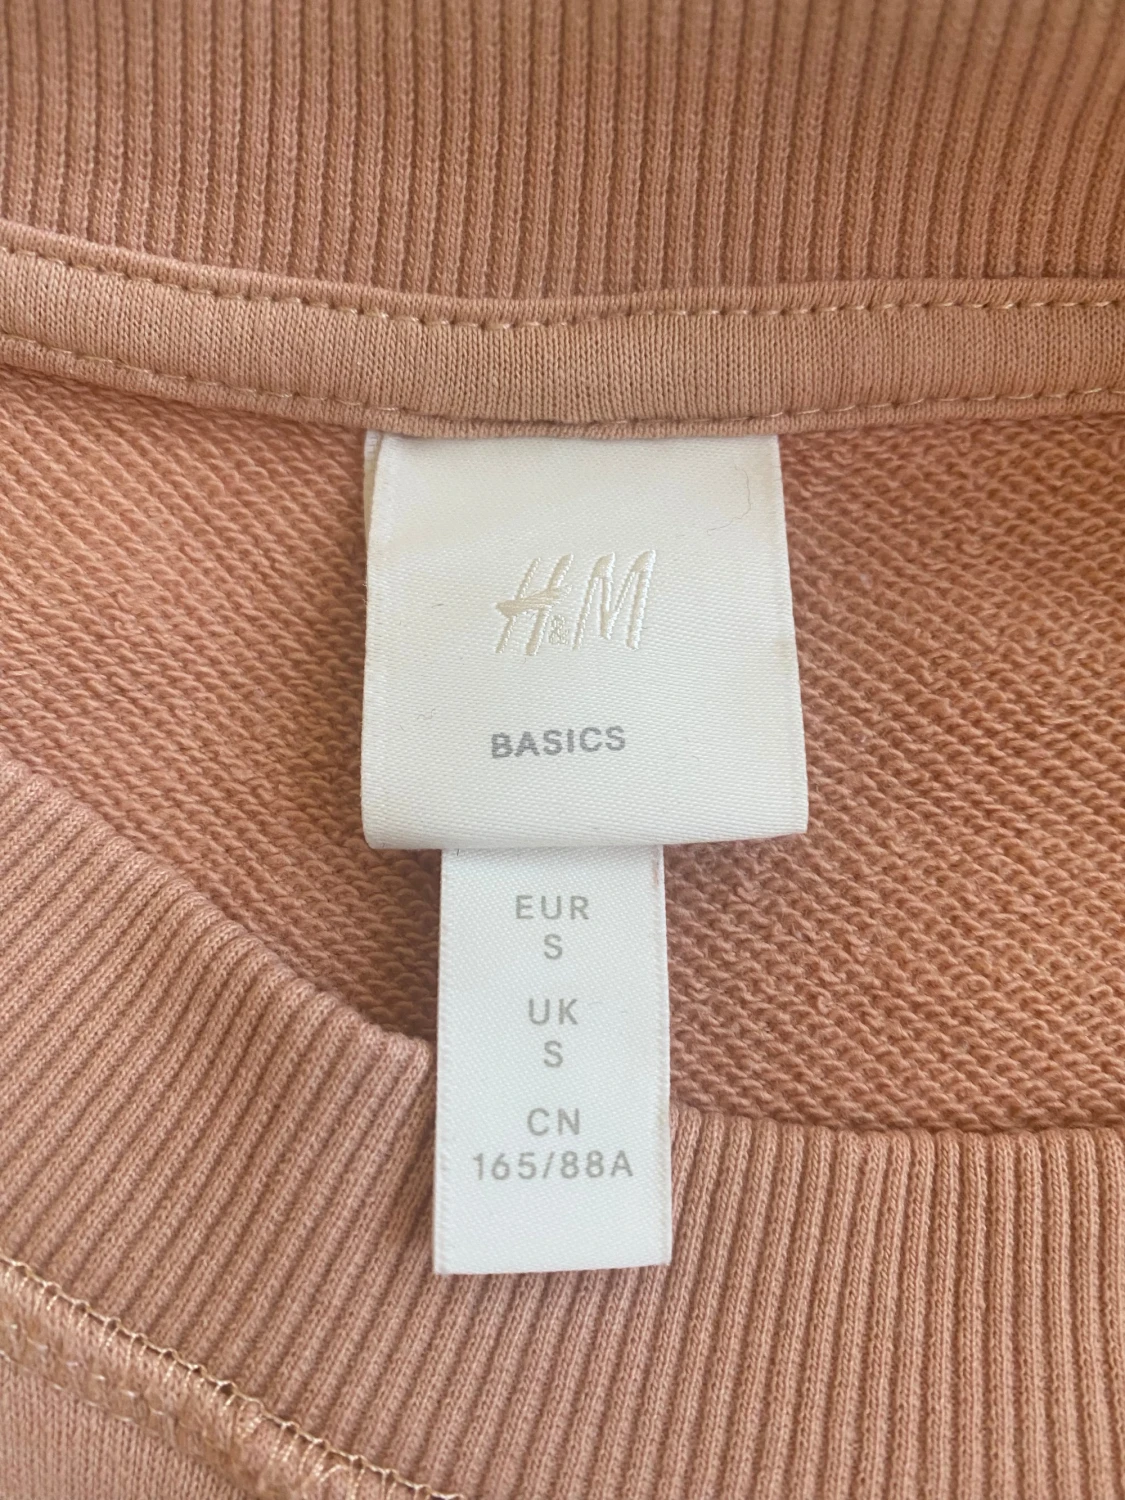 H&M
BASICS
EUR
S
UK
S
CN
165/88A